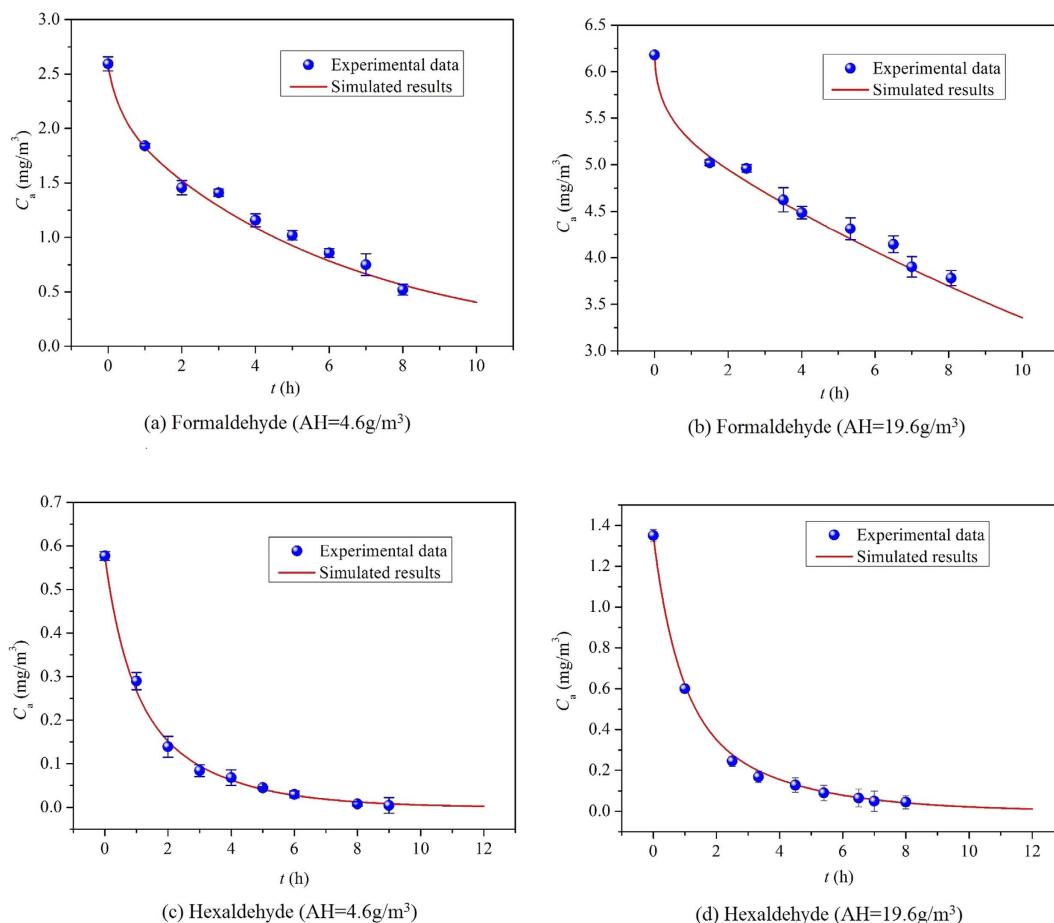 3.0
2.5
2.0
1.5
1.0
0.5
0.0
Cₐ (mg/m³)
Experimental data
Simulated results
0 2 4 6 8 10
t (h)
(a) Formaldehyde (AH=4.6g/m³)
6.5
6.0
5.5
5.0
4.5
4.0
3.5
3.0
Cₐ (mg/m³)
Experimental data
Simulated results
0 2 4 6 8 10
t (h)
(b) Formaldehyde (AH=19.6g/m³)
0.7
0.6
0.5
0.4
0.3
0.2
0.1
0.0
Cₐ (mg/m³)
Experimental data
Simulated results
0 2 4 6 8 10 12
t (h)
(c) Hexaldehyde (AH=4.6g/m³)
1.4
1.2
1.0
0.8
0.6
0.4
0.2
0.0
Cₐ (mg/m³)
Experimental data
Simulated results
0 2 4 6 8 10 12
t (h)
(d) Hexaldehyde (AH=19.6g/m³)